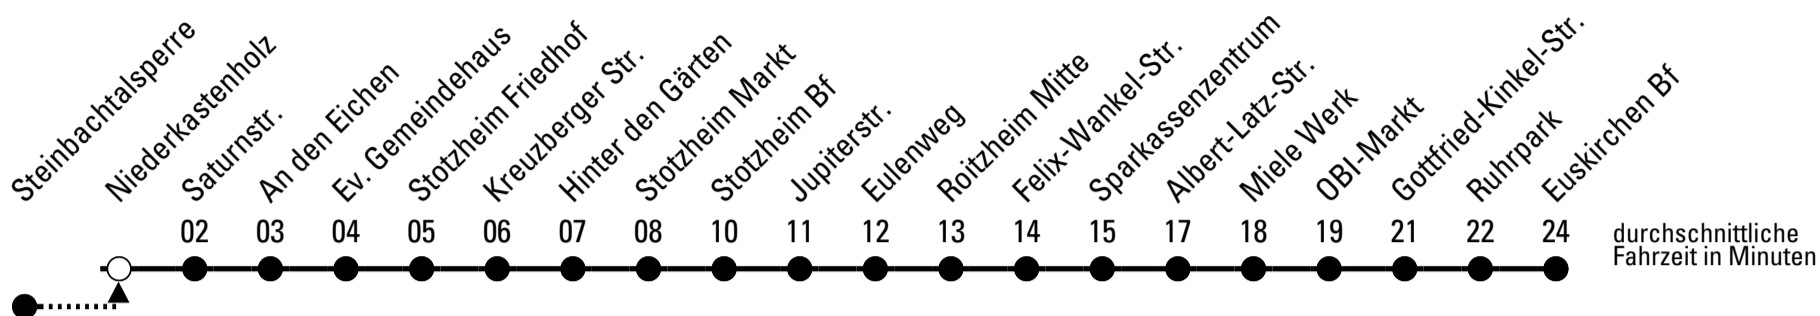 Steinbachtalsperre
Niederkastenholz
Saturnstr.
An den Eichen
Ev. Gemeindehaus
Stotzheim Friedhof
Kreuzberger Str.
Hinter den Gärten
Stotzheim Markt
Stotzheim Bf
Jupiterstr.
Eulenweg
Roitzheim Mitte
Felix-Wankel-Str.
Sparkassenzentrum
Albert-Latz-Str.
Miele Werk
OBI-Markt
Gottfried-Kinkel-Str.
Ruhrpark
Euskirchen Bf
02 03 04 05 06 07 08 10 11 12 13 14 15 17 18 19 21 22 24
durchschnittliche
Fahrzeit in Minuten